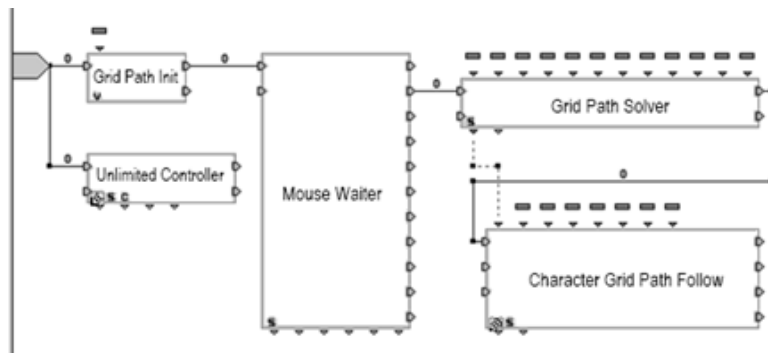 0
Grid Path Init
V
0
0
Unlimited Controller
S C
Mouse Waiter
S
0
Grid Path Solver
S
0
Character Grid Path Follow
S